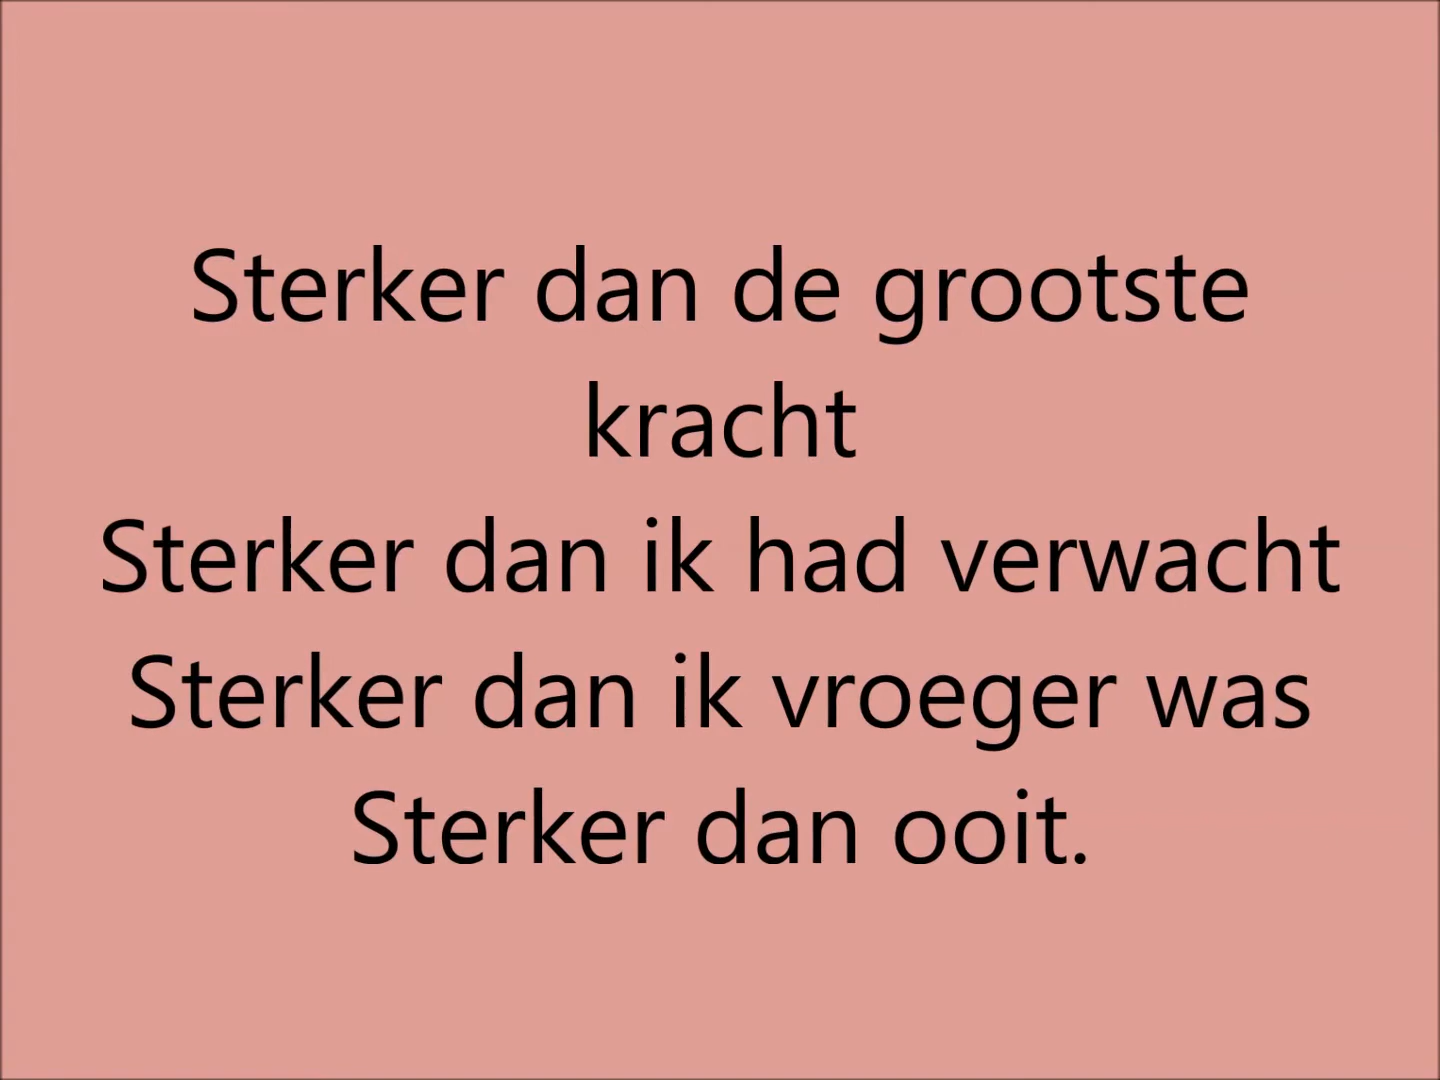 Sterker dan de grootste
kracht
Sterker dan ik had verwacht
Sterker dan ik vroeger was
Sterker dan ooit.